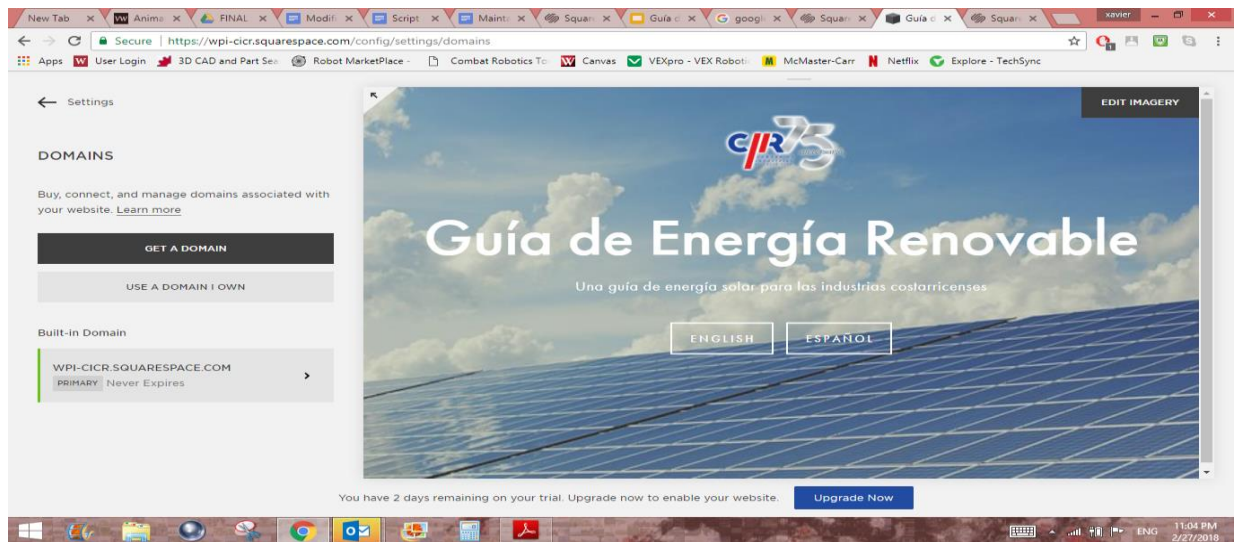 New Tab
Anima
FINAL
Modifi
Script
Mainta
Squar
Guía d
googl
Squar
Guía d
Squar
xavier
Secure | https://wpi-cicr.squarespace.com/config/settings/domains
Apps
User Login
3D CAD and Part Sea
Robot MarketPlace -
Combat Robotics To
Canvas
VEXpro - VEX Roboti
McMaster-Carr
Netflix
Explore - TechSync
Settings
EDIT IMAGERY
CIR 75
DOMAINS
Buy, connect, and manage domains associated with
your website. Learn more
GET A DOMAIN
USE A DOMAIN I OWN
Built-in Domain
WPI-CICR.SQUARESPACE.COM
PRIMARY Never Expires
Guía de Energía Renovable
Una guía de energía solar para las industrias costarricenses
ENGLISH
ESPAÑOL
You have 2 days remaining on your trial. Upgrade now to enable your website.
Upgrade Now
ENG
11:04 PM
2/27/2018